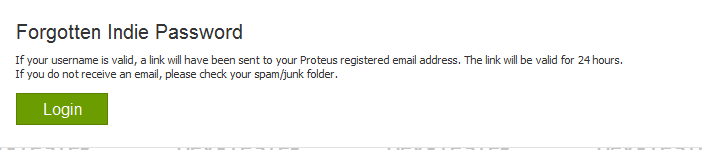 Forgotten Indie Password
If your username is valid, a link will have been sent to your Proteus registered email address. The link will be valid for 24 hours.
If you do not receive an email, please check your spam/junk folder.
Login